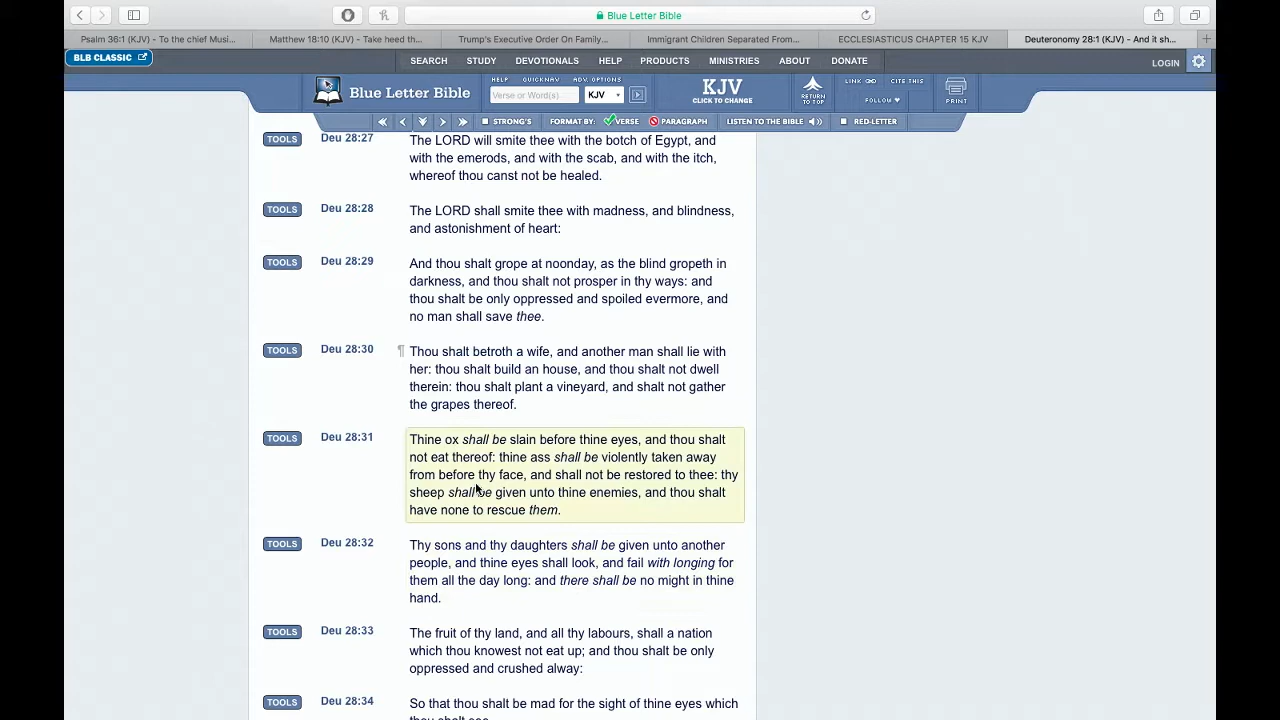 Blue Letter Bible
Psalm 36:1 (KJV) - To the chief Musi...
Matthew 18:10 (KJV) - Take heed th...
Trump's Executive Order On Family...
Immigrant Children Separated From...
ECCLESIASTICUS CHAPTER 15 KJV
Deuteronomy 28:1 (KJV) - And it sh...
BLB CLASSIC
SEARCH STUDY DEVOTIONALS HELP PRODUCTS MINISTRIES ABOUT DONATE
LOGIN
Blue Letter Bible
HELP QUICKNAV ADV. OPTIONS
Verse or Word(s) KJV
KJV
CLICK TO CHANGE
RETURN
TO TOP
LINK CITE THIS
FOLLOW
PRINT
STRONG'S FORMAT BY: VERSE PARAGRAPH LISTEN TO THE BIBLE RED-LETTER
TOOLS Deu 28:27 The LORD will smite thee with the botch of Egypt, and
with the emerods, and with the scab, and with the itch,
whereof thou canst not be healed.
TOOLS Deu 28:28 The LORD shall smite thee with madness, and blindness,
and astonishment of heart:
TOOLS Deu 28:29 And thou shalt grope at noonday, as the blind gropeth in
darkness, and thou shalt not prosper in thy ways: and
thou shalt be only oppressed and spoiled evermore, and
no man shall save thee.
TOOLS Deu 28:30 ¶ Thou shalt betroth a wife, and another man shall lie with
her: thou shalt build an house, and thou shalt not dwell
therein: thou shalt plant a vineyard, and shalt not gather
the grapes thereof.
TOOLS Deu 28:31 Thine ox shall be slain before thine eyes, and thou shalt
not eat thereof: thine ass shall be violently taken away
from before thy face, and shall not be restored to thee: thy
sheep shall be given unto thine enemies, and thou shalt
have none to rescue them.
TOOLS Deu 28:32 Thy sons and thy daughters shall be given unto another
people, and thine eyes shall look, and fail with longing for
them all the day long: and there shall be no might in thine
hand.
TOOLS Deu 28:33 The fruit of thy land, and all thy labours, shall a nation
which thou knowest not eat up; and thou shalt be only
oppressed and crushed alway:
TOOLS Deu 28:34 So that thou shalt be mad for the sight of thine eyes which
thou shalt see.